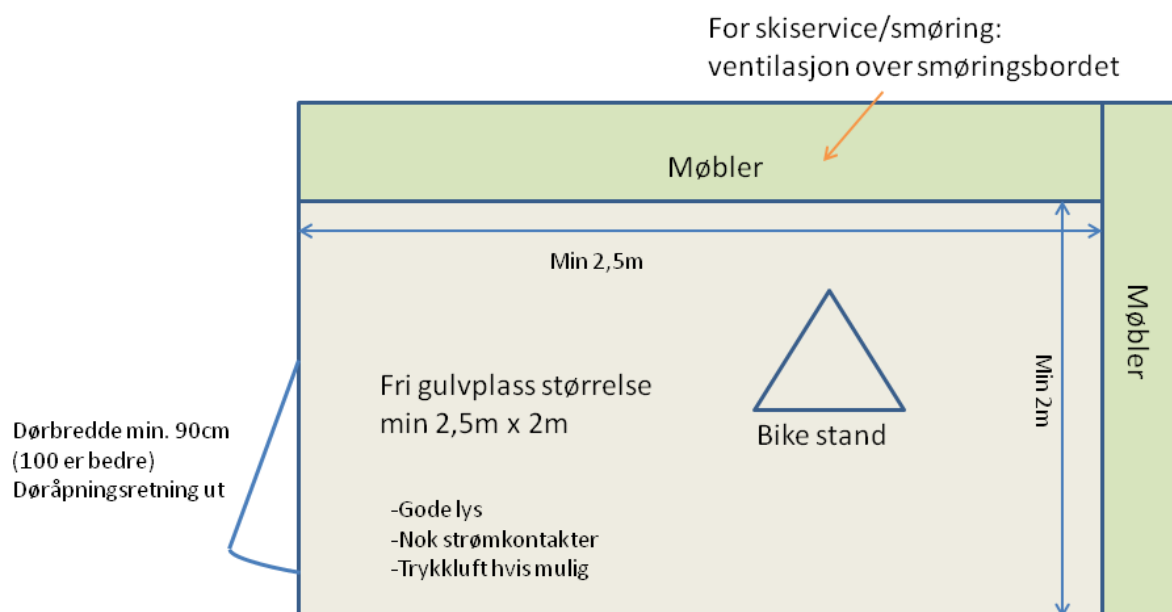 For skiservice/smøring:
ventilasjon over smøringsbordet
Møbler
Min 2,5m
Møbler
Min 2m
Fri gulvplass størrelse
min 2,5m x 2m
Bike stand
Dørbredde min. 90cm
(100 er bedre)
Døråpningsretning ut
-Gode lys
-Nok strømkontakter
-Trykkluft hvis mulig